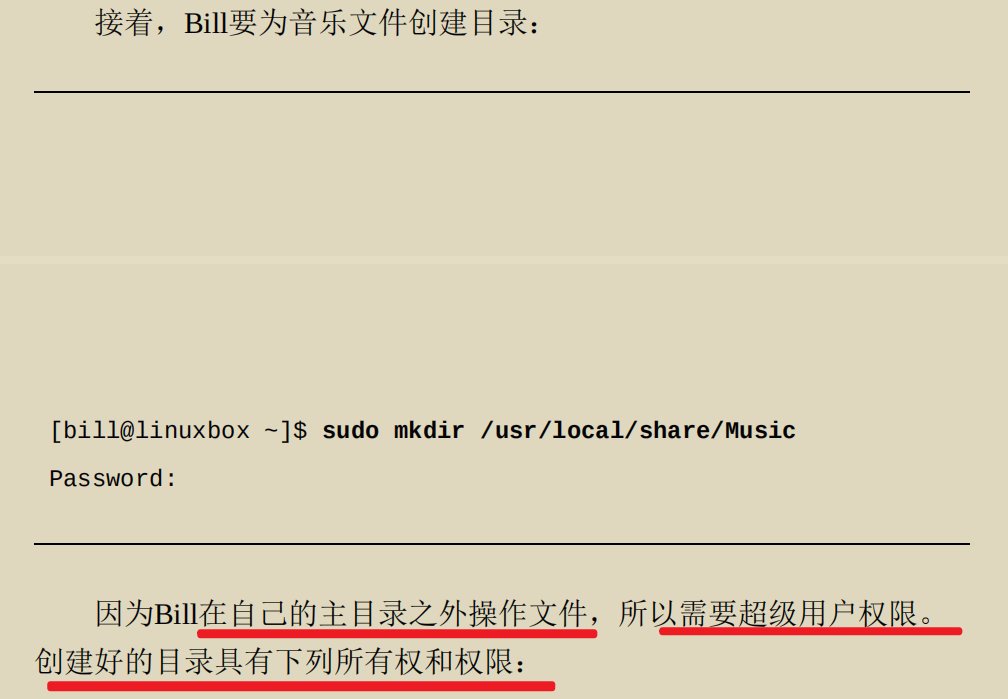 接着，Bill要为音乐文件创建目录：
[bill@linuxbox ~]$ sudo mkdir /usr/local/share/Music
Password:
因为Bill在自己的主目录之外操作文件，所以需要超级用户权限。
创建好的目录具有下列所有权和权限：